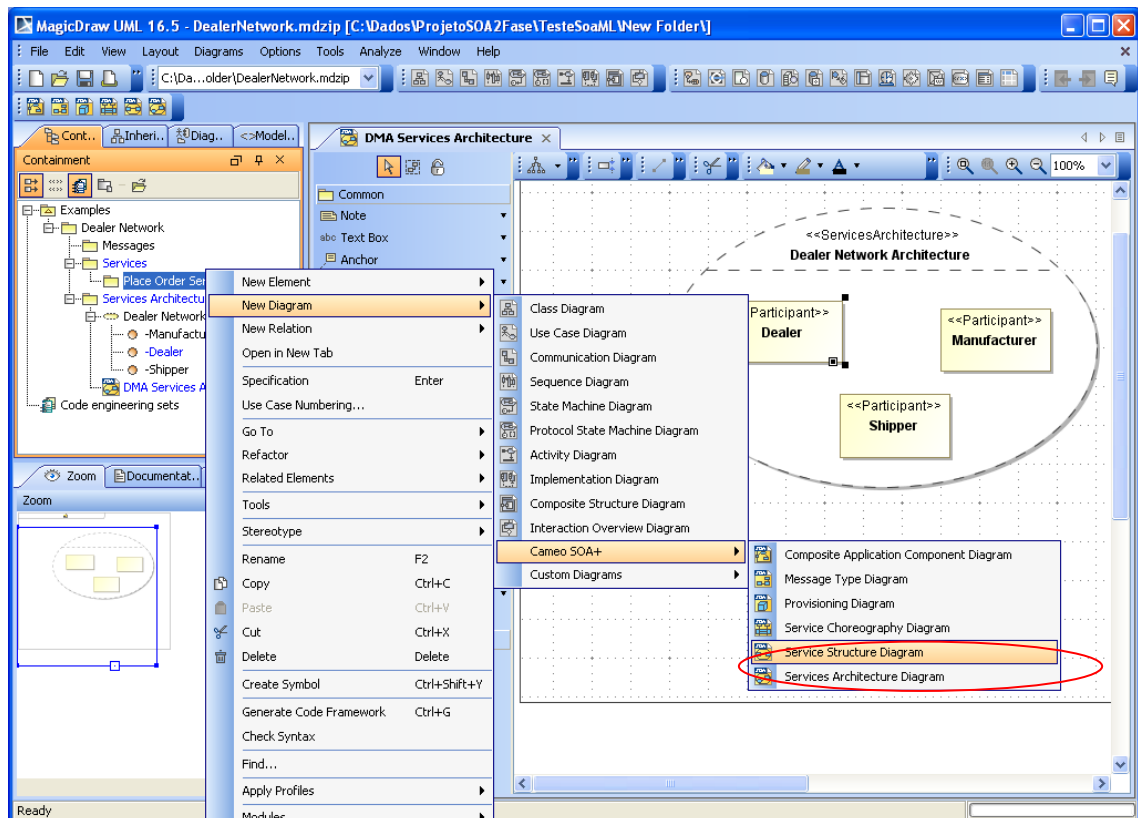 MagicDraw UML 16.5 - DealerNetwork.mdzip [C:\Dados\ProjetoSOA2Fase\TesteSoaML\New Folder\]
File Edit View Layout Diagrams Options Tools Analyze Window Help
C:\Da...older\DealerNetwork.mdzip
Cont.. Inheri.. Diag.. <>Model..
DMA Services Architecture
Containment
100%
Examples
Dealer Network
Messages
Services
Place Order Ser
Services Architectu
Dealer Network
-Manufactu
-Dealer
-Shipper
DMA Services A
Code engineering sets
Zoom Documentat..
Zoom
Common
Note
abc Text Box
Anchor
<<ServicesArchitecture>>
Dealer Network Architecture
Participant>>
Dealer
<<Participant>>
Manufacturer
<<Participant>>
Shipper
New Element
New Diagram
New Relation
Open in New Tab
Specification Enter
Use Case Numbering...
Go To
Refactor
Related Elements
Tools
Stereotype
Rename F2
Copy Ctrl+C
Paste Ctrl+V
Cut Ctrl+X
Delete Delete
Create Symbol Ctrl+Shift+Y
Generate Code Framework Ctrl+G
Check Syntax
Find...
Apply Profiles
Modules
Class Diagram
Use Case Diagram
Communication Diagram
Sequence Diagram
State Machine Diagram
Protocol State Machine Diagram
Activity Diagram
Implementation Diagram
Composite Structure Diagram
Interaction Overview Diagram
Cameo SOA+
Custom Diagrams
Composite Application Component Diagram
Message Type Diagram
Provisioning Diagram
Service Choreography Diagram
Service Structure Diagram
Services Architecture Diagram
Ready